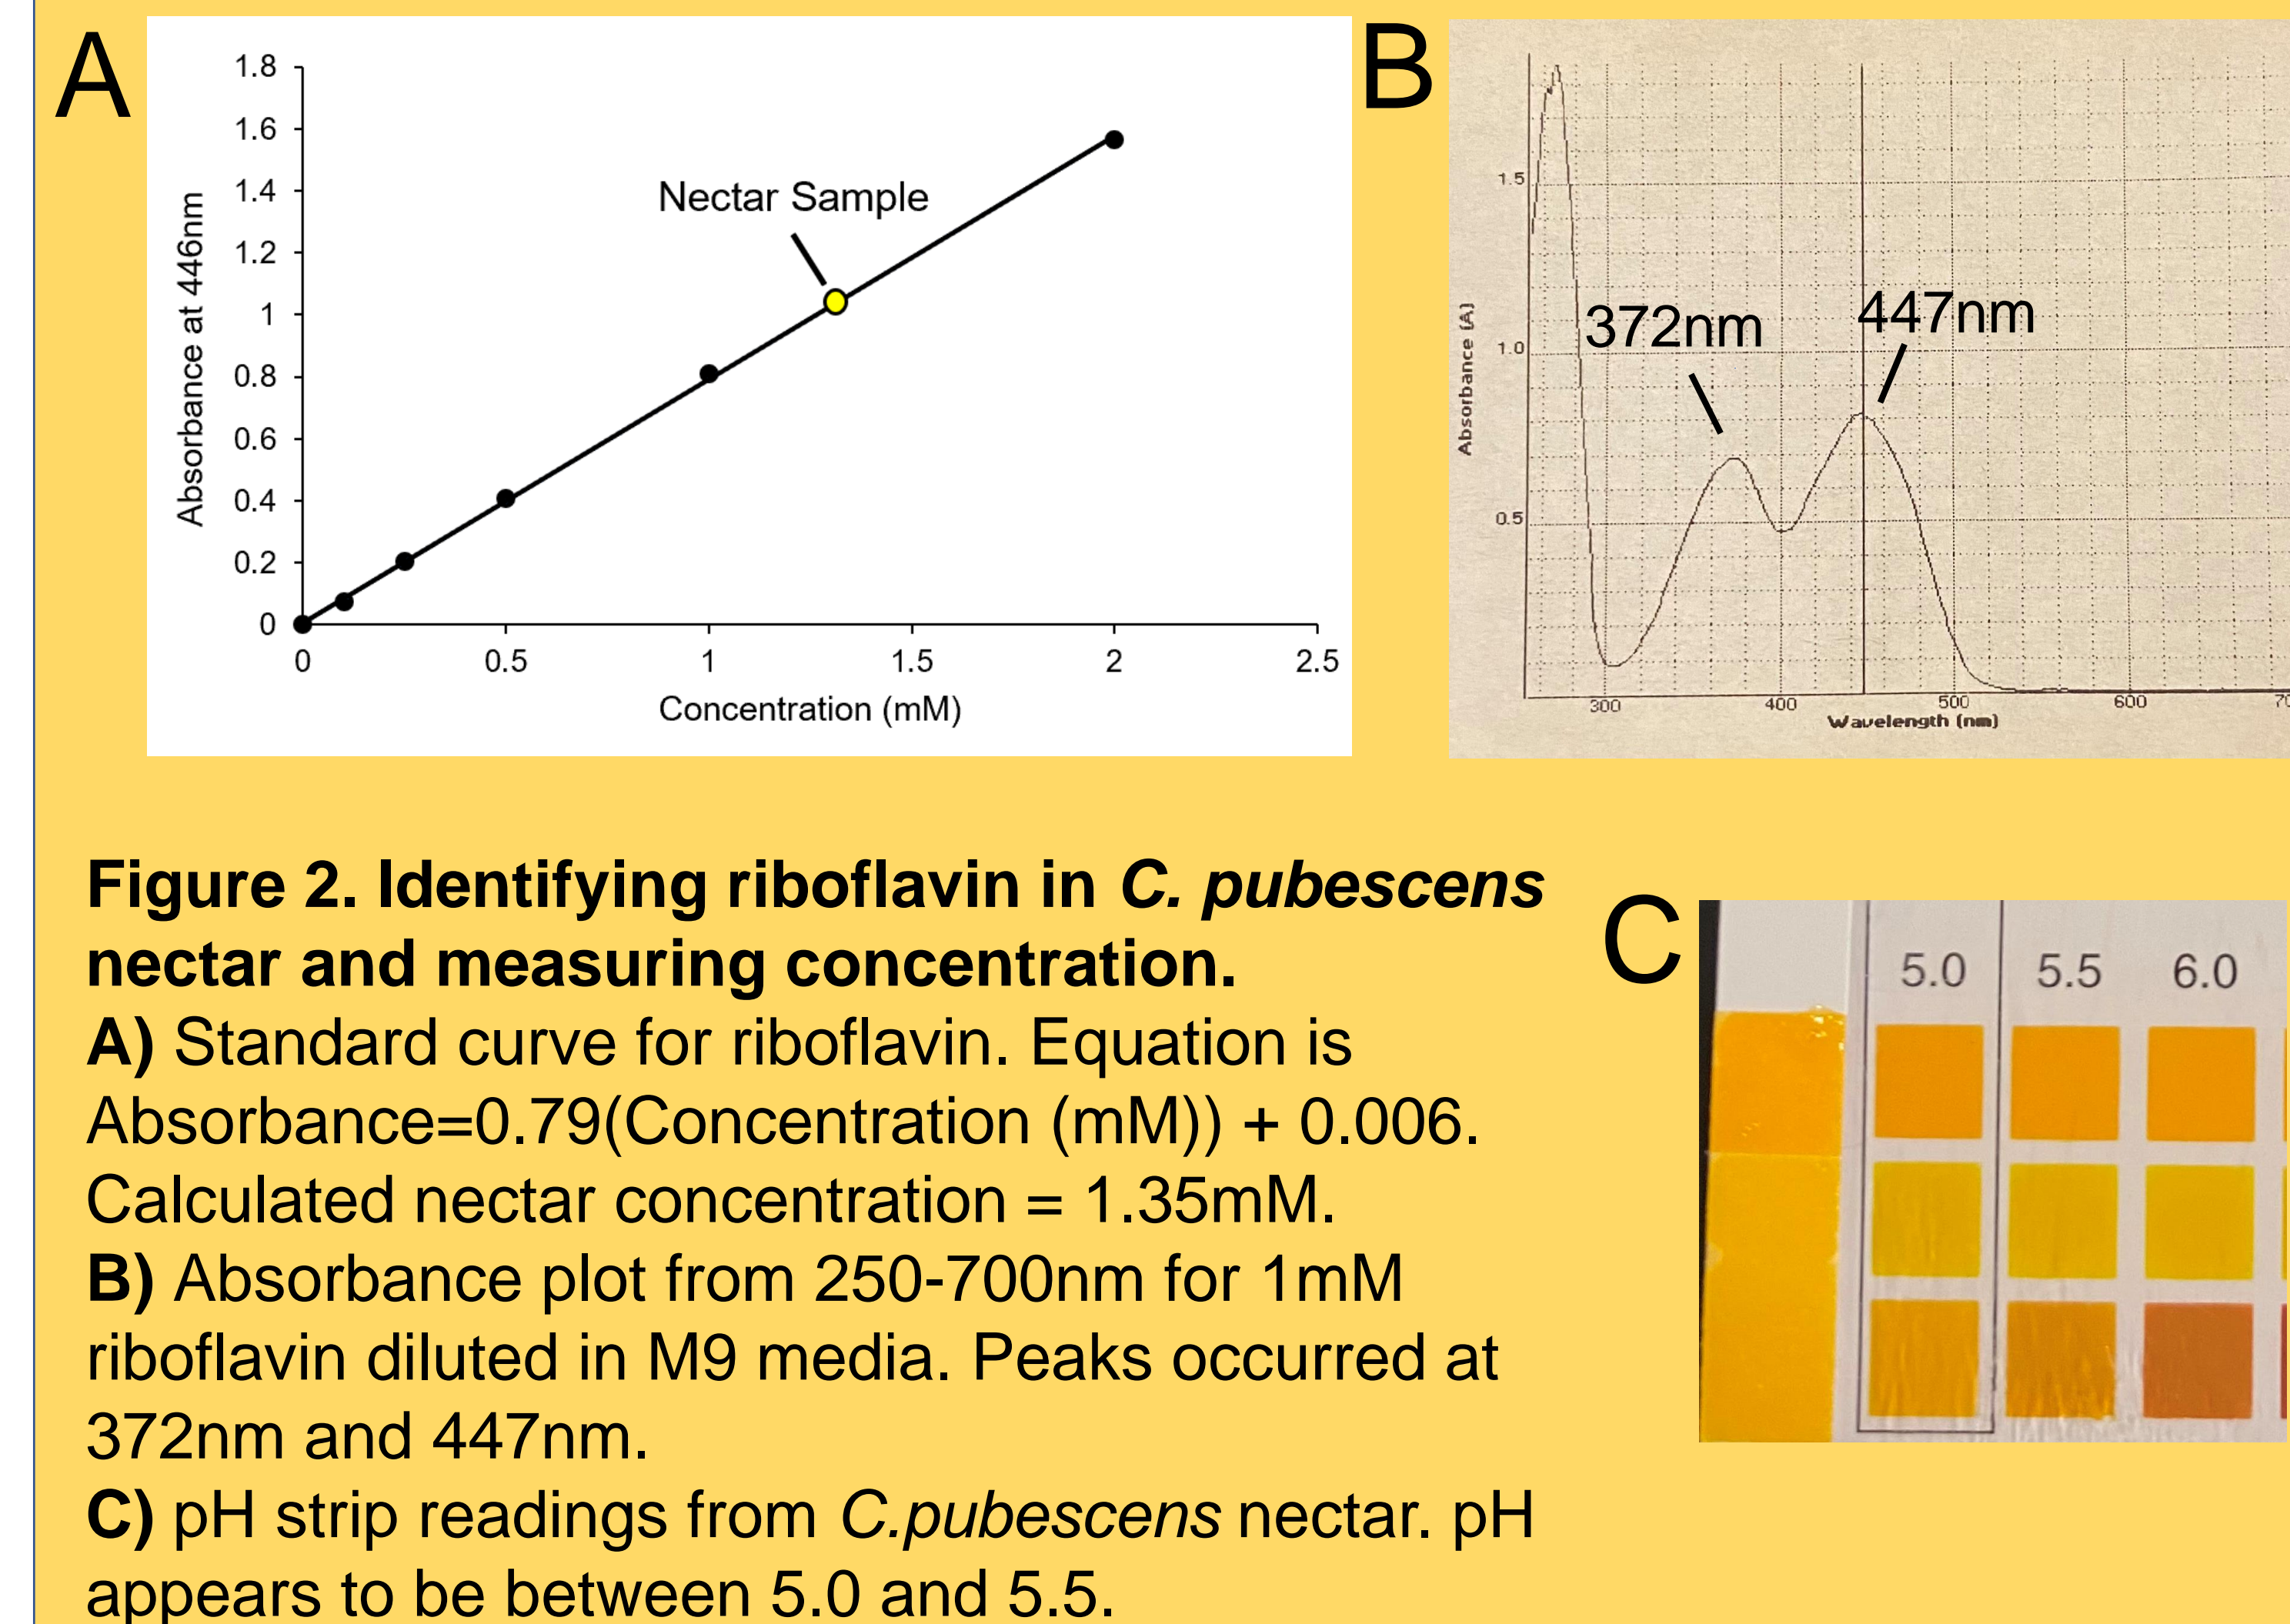 A
1.8
1.6
1.4
1.2
1
0.8
0.6
0.4
0.2
0
Absorbance at 446nm
Nectar Sample
0 0.5 1 1.5 2 2.5
Concentration (mM)
B
1.5
1.0
0.5
Absorbance (A)
372nm
447nm
300 400 500 600
Wavelength (nm)
Figure 2. Identifying riboflavin in C. pubescens
nectar and measuring concentration.
A) Standard curve for riboflavin. Equation is
Absorbance=0.79(Concentration (mM)) + 0.006.
Calculated nectar concentration = 1.35mM.
B) Absorbance plot from 250-700nm for 1mM
riboflavin diluted in M9 media. Peaks occurred at
372nm and 447nm.
C) pH strip readings from C.pubescens nectar. pH
appears to be between 5.0 and 5.5.
C
5.0 5.5 6.0